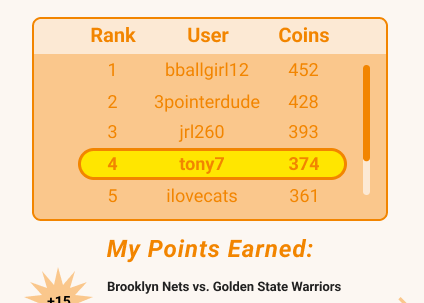 Rank User Coins
1 bballgirl12 452
2 3pointerdude 428
3 jrl260 393
4 tony7 374
5 ilovecats 361
My Points Earned:
Brooklyn Nets vs. Golden State Warriors
+15